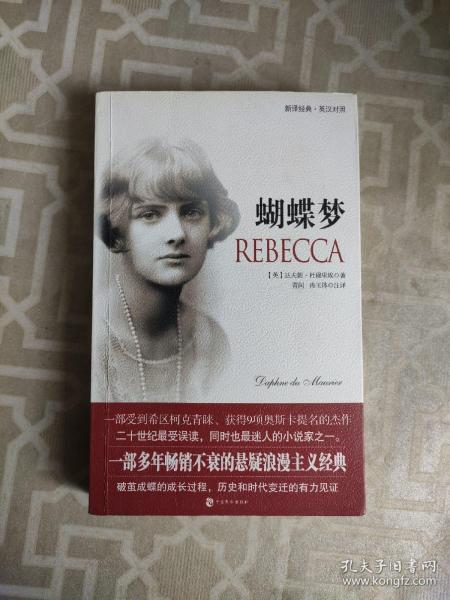 新译经典·英汉对照
蝴蝶梦
REBECCA
【英】达夫妮·杜穆里埃◎著
青闰 
Daphne du Maurier
一部受到希区柯克青睐、获得9项奥斯卡提名的杰作
二十世纪最受误读，同时也最迷人的小说家之一。
一部多年畅销不衰的悬疑浪漫主义经典
破茧成蝶的成长过程，历史和时代变迁的有力见证
孔夫子旧书网
www.kongfz.com